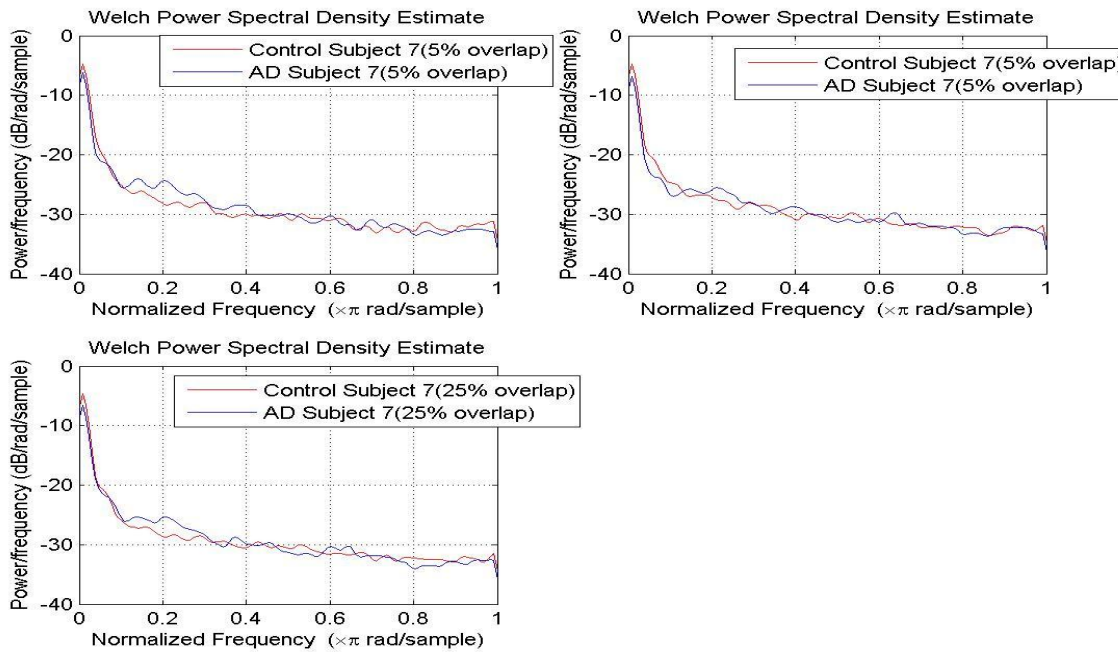 Welch Power Spectral Density Estimate
Control Subject 7(5% overlap)
AD Subject 7(5% overlap)
Power/frequency (dB/rad/sample)
0
-10
-20
-30
-40
0 0.2 0.4 0.6 0.8 1
Normalized Frequency (×π rad/sample)
Welch Power Spectral Density Estimate
Control Subject 7(5% overlap)
AD Subject 7(5% overlap)
Power/frequency (dB/rad/sample)
0
-10
-20
-30
-40
0 0.2 0.4 0.6 0.8 1
Normalized Frequency (×π rad/sample)
Welch Power Spectral Density Estimate
Control Subject 7(25% overlap)
AD Subject 7(25% overlap)
Power/frequency (dB/rad/sample)
0
-10
-20
-30
-40
0 0.2 0.4 0.6 0.8 1
Normalized Frequency (×π rad/sample)